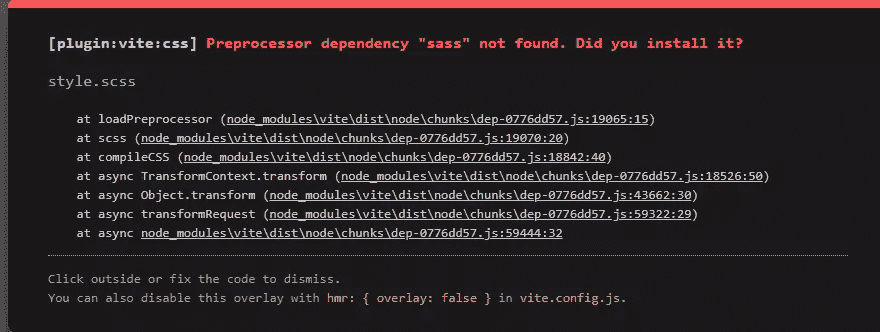 [plugin:vite:css] Preprocessor dependency "sass" not found. Did you install it?
style.scss
at loadPreprocessor (node_modules\vite\dist\node\chunks\dep-0776dd57.js:19065:15)
at scss (node_modules\vite\dist\node\chunks\dep-0776dd57.js:19070:20)
at compileCSS (node_modules\vite\dist\node\chunks\dep-0776dd57.js:18842:40)
at async TransformContext.transform (node_modules\vite\dist\node\chunks\dep-0776dd57.js:18526:50)
at async Object.transform (node_modules\vite\dist\node\chunks\dep-0776dd57.js:43662:30)
at async transformRequest (node_modules\vite\dist\node\chunks\dep-0776dd57.js:59322:29)
at async node_modules\vite\dist\node\chunks\dep-0776dd57.js:59444:32
Click outside or fix the code to dismiss.
You can also disable this overlay with hmr: { overlay: false } in vite.config.js.